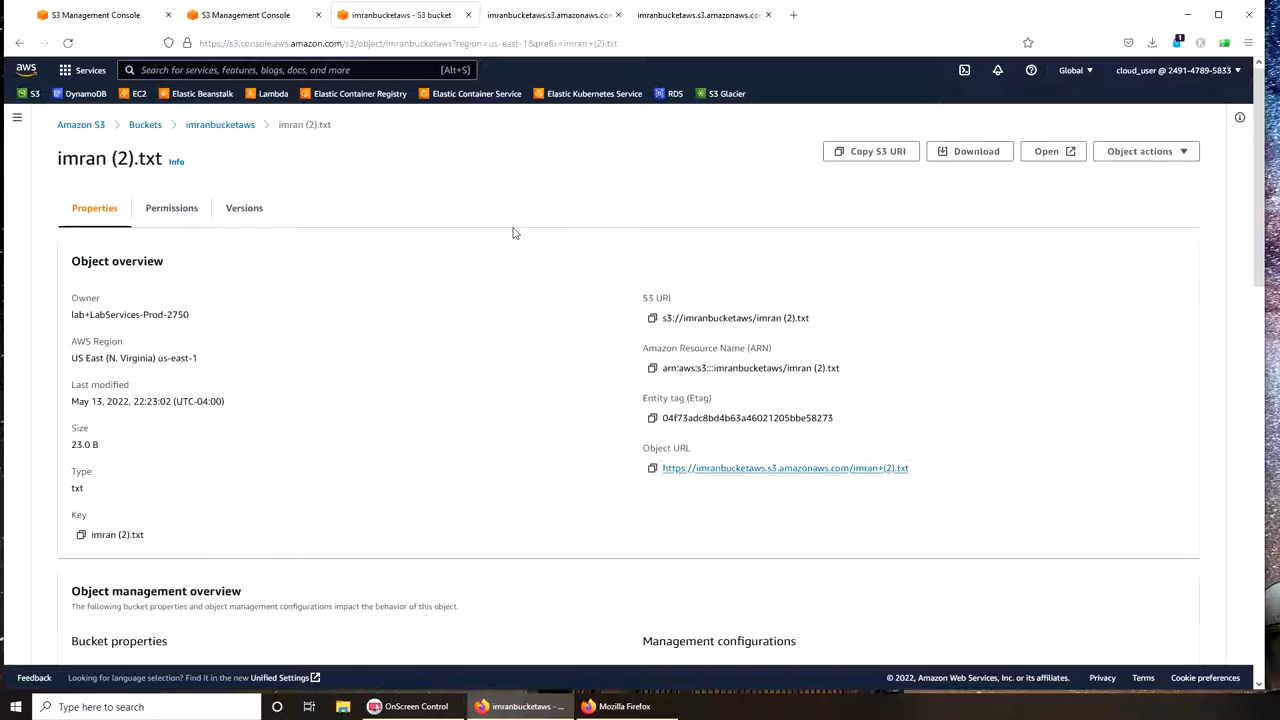 S3 Management Console
S3 Management Console
imranbucketaws - S3 bucket
imranbucketaws.s3.amazonaws.con
imranbucketaws.s3.amazonaws.co
https://s3.console.aws.amazon.com/s3/object/imranbucketaws?region=us-east-1&prefix=imran+(2).txt
aws
Services
Search for services, features, blogs, docs, and more
[Alt+S]
Global
cloud_user @ 2491-4789-5833
S3
DynamoDB
EC2
Elastic Beanstalk
Lambda
Elastic Container Registry
Elastic Container Service
Elastic Kubernetes Service
RDS
S3 Glacier
Amazon S3
Buckets
imranbucketaws
imran (2).txt
imran (2).txt
Info
Copy S3 URI
Download
Open
Object actions
Properties
Permissions
Versions
Object overview
Owner
lab+LabServices-Prod-2750
AWS Region
US East (N. Virginia) us-east-1
Last modified
May 13, 2022, 22:23:02 (UTC-04:00)
Size
23.0 B
Type
txt
Key
imran (2).txt
S3 URI
s3://imranbucketaws/imran (2).txt
Amazon Resource Name (ARN)
arn:aws:s3:::imranbucketaws/imran (2).txt
Entity tag (Etag)
04f73adc8bd4b63a46021205bbe58273
Object URL
https://imranbucketaws.s3.amazonaws.com/imran+(2).txt
Object management overview
The following bucket properties and object management configurations impact the behavior of this object.
Bucket properties
Management configurations
Feedback
Looking for language selection? Find it in the new Unified Settings
© 2022, Amazon Web Services, Inc. or its affiliates.
Privacy
Terms
Cookie preferences
Type here to search
OnScreen Control
imranbucketaws - ...
Mozilla Firefox